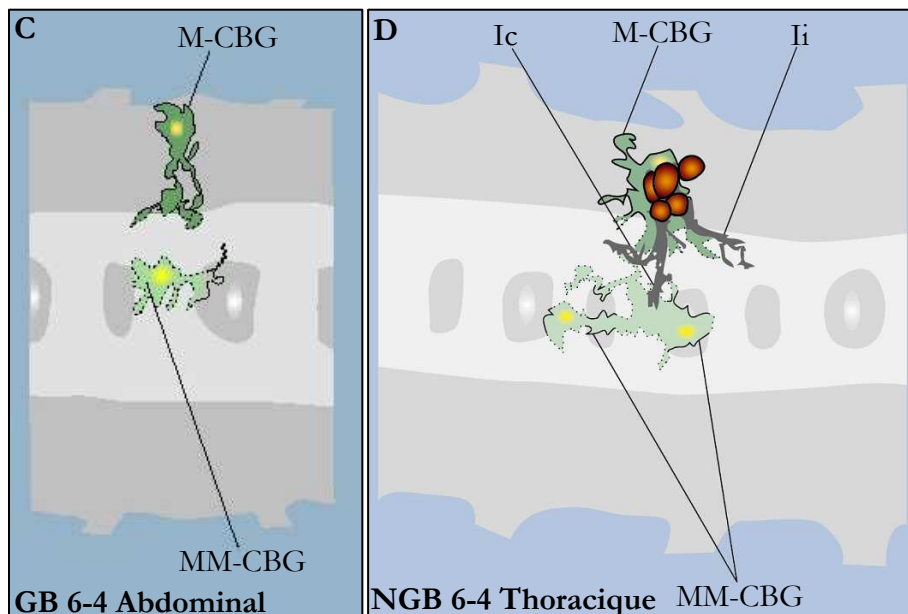 C
M-CBG
MM-CBG
GB 6-4 Abdominal
D
Ic
M-CBG
Ii
MM-CBG
NGB 6-4 Thoracique